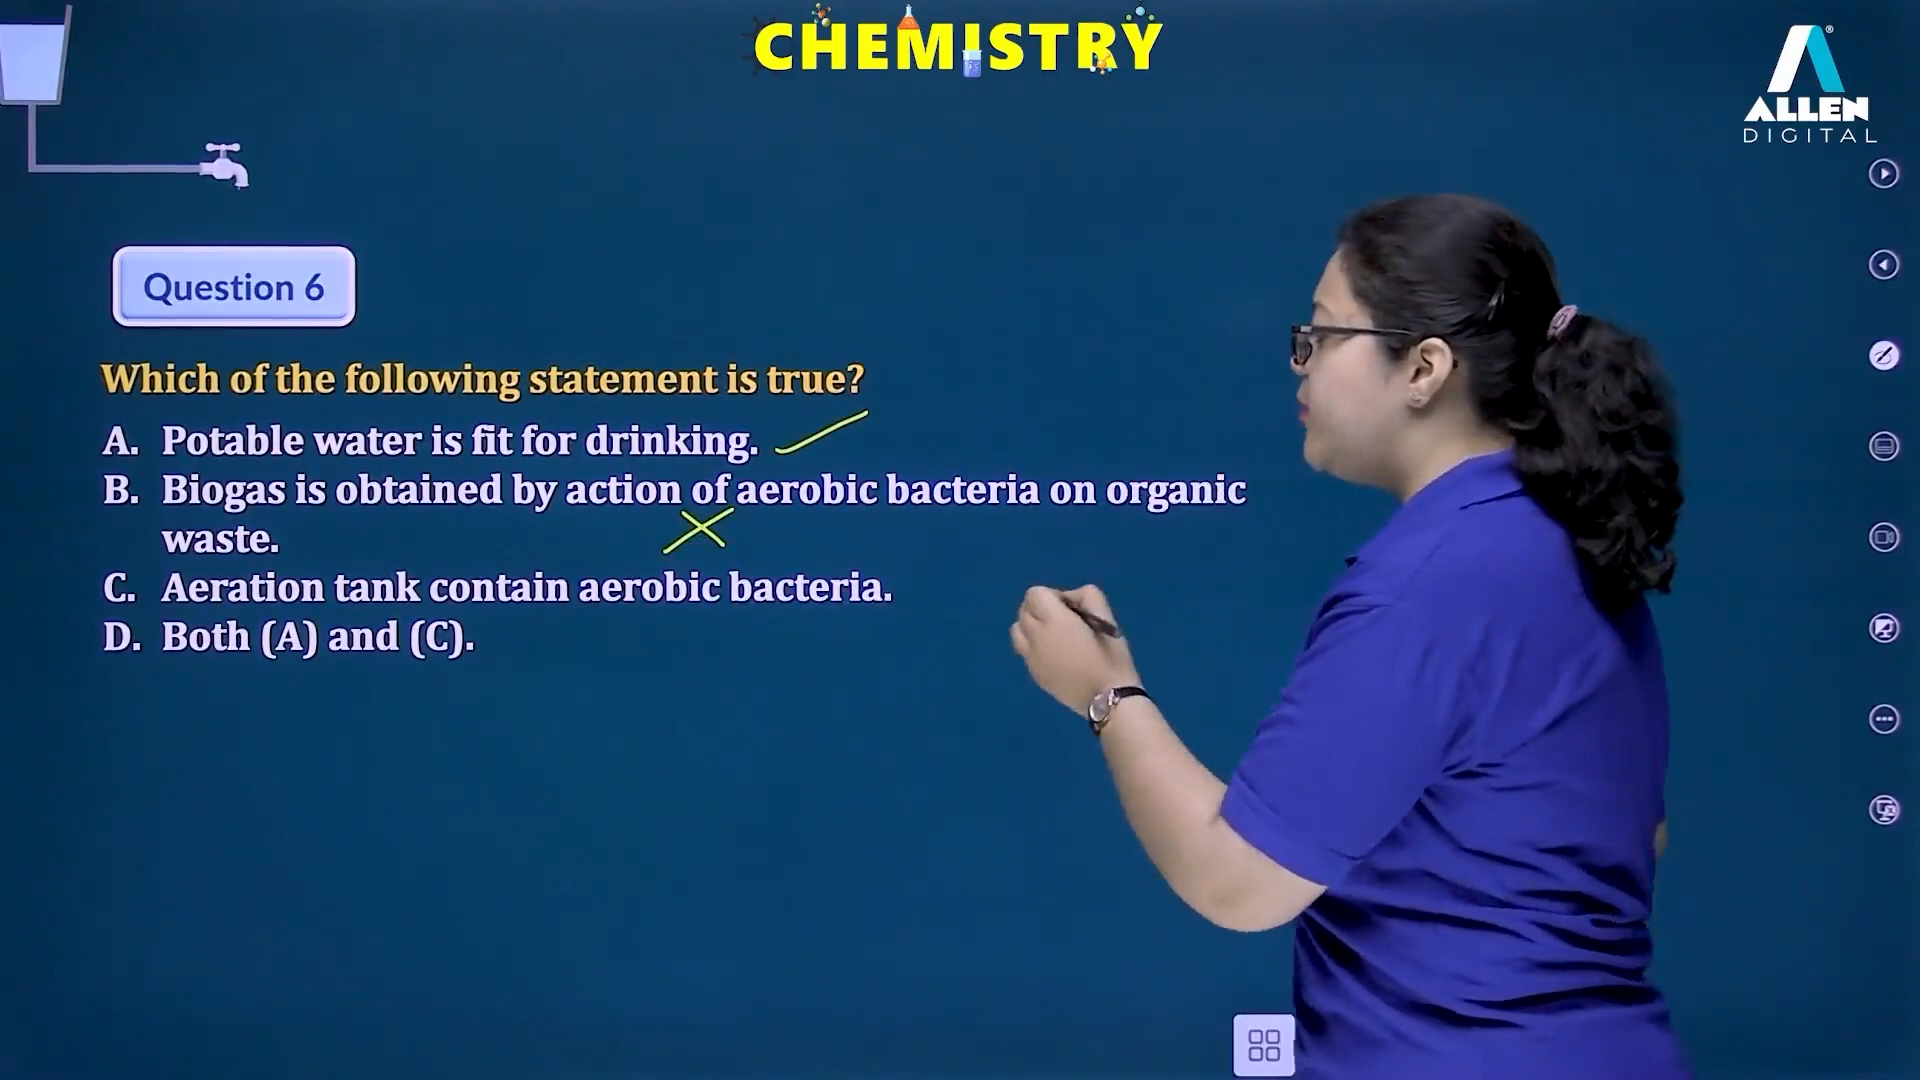 CHEMISTRY
ALLEN
DIGITAL
Question 6
Which of the following statement is true?
A. Potable water is fit for drinking.
B. Biogas is obtained by action of aerobic bacteria on organic
waste.
C. Aeration tank contain aerobic bacteria.
D. Both (A) and (C).